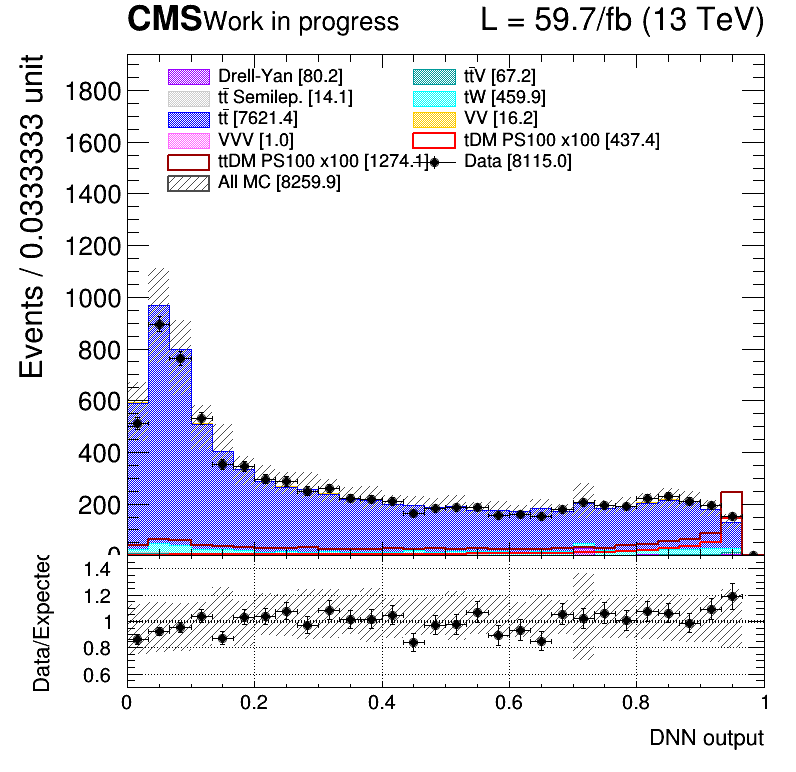 CMS Work in progress L = 59.7/fb (13 TeV)
Events / 0.0333333 unit
1800
1600
1400
1200
1000
800
600
400
200
0
Drell-Yan [80.2] tt̄V [67.2]
tt̄ Semilep. [14.1] tW [459.9]
tt̄ [7621.4] VV [16.2]
VVV [1.0] tDM PS100 x100 [437.4]
ttDM PS100 x100 [1274.1] Data [8115.0]
All MC [8259.9]
Data/Expected
1.4
1.2
1
0.8
0.6
0 0.2 0.4 0.6 0.8 1
DNN output